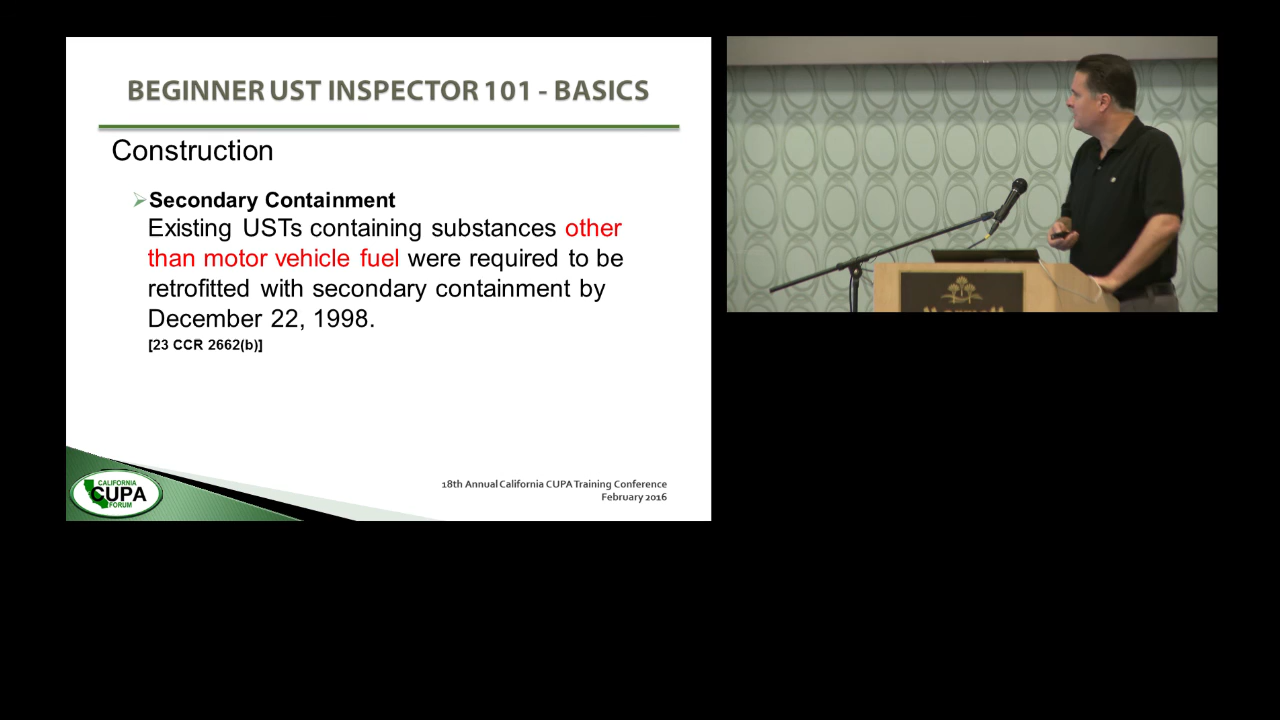 BEGINNER UST INSPECTOR 101 - BASICS
Construction
Secondary Containment
Existing USTs containing substances other
than motor vehicle fuel were required to be
retrofitted with secondary containment by
December 22, 1998.
[23 CCR 2662(b)]
CALIFORNIA
CUPA
FORUM
18th Annual California CUPA Training Conference
February 2016